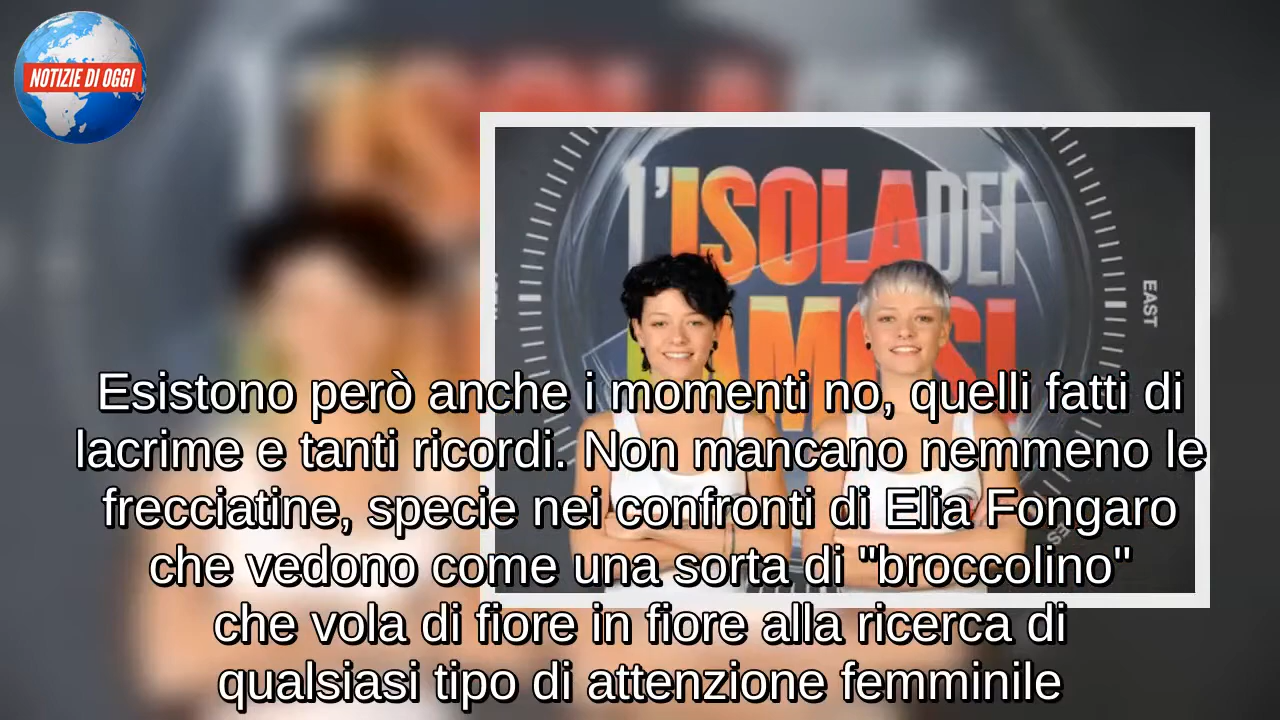 NOTIZIE DI OGGI
L'ISOLA DEI
FAMOSI
EAST
Esistono però anche i momenti no, quelli fatti di
lacrime e tanti ricordi. Non mancano nemmeno le
frecciatine, specie nei confronti di Elia Fongaro
che vedono come una sorta di "broccolino"
che vola di fiore in fiore alla ricerca di
qualsiasi tipo di attenzione femminile